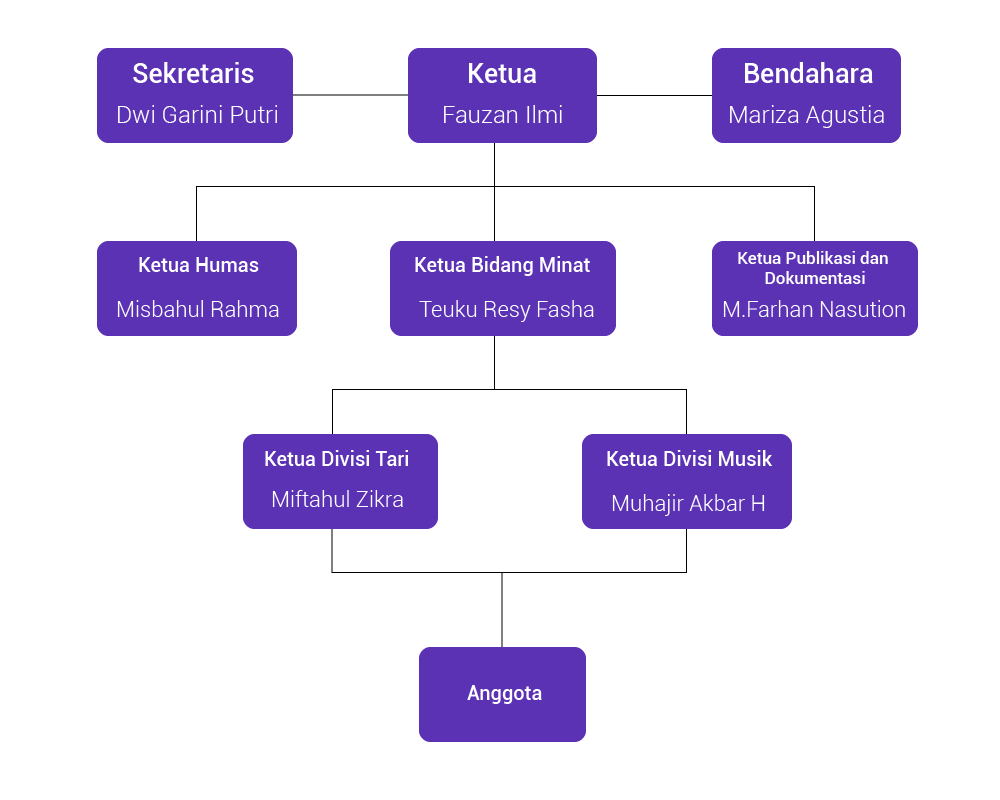 Sekretaris
Dwi Garini Putri
Ketua
Fauzan Ilmi
Bendahara
Mariza Agustia
Ketua Humas
Misbahul Rahma
Ketua Bidang Minat
Teuku Resy Fasha
Ketua Publikasi dan
Dokumentasi
M.Farhan Nasution
Ketua Divisi Tari
Miftahul Zikra
Ketua Divisi Musik
Muhajir Akbar H
Anggota